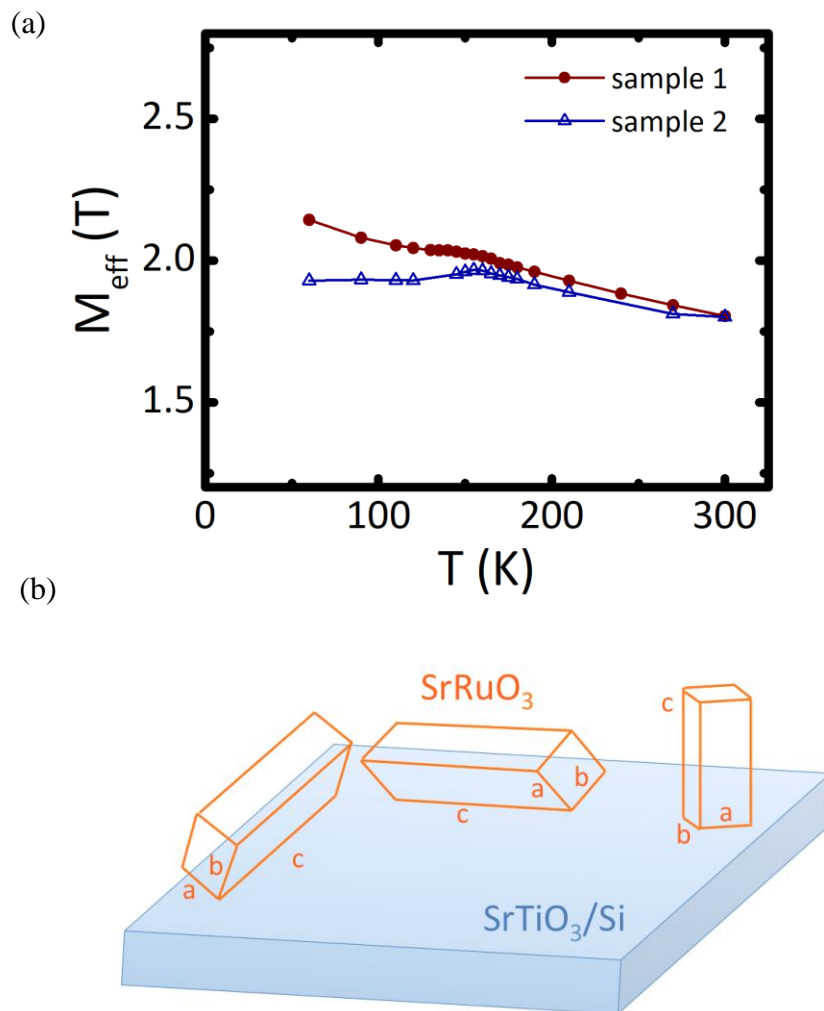 (a)
sample 1
sample 2
2.5
2.0
1.5
M_eff (T)
0 100 200 300
T (K)
(b)
SrRuO₃
c
b a
a b
c
b
a
c
SrTiO₃/Si